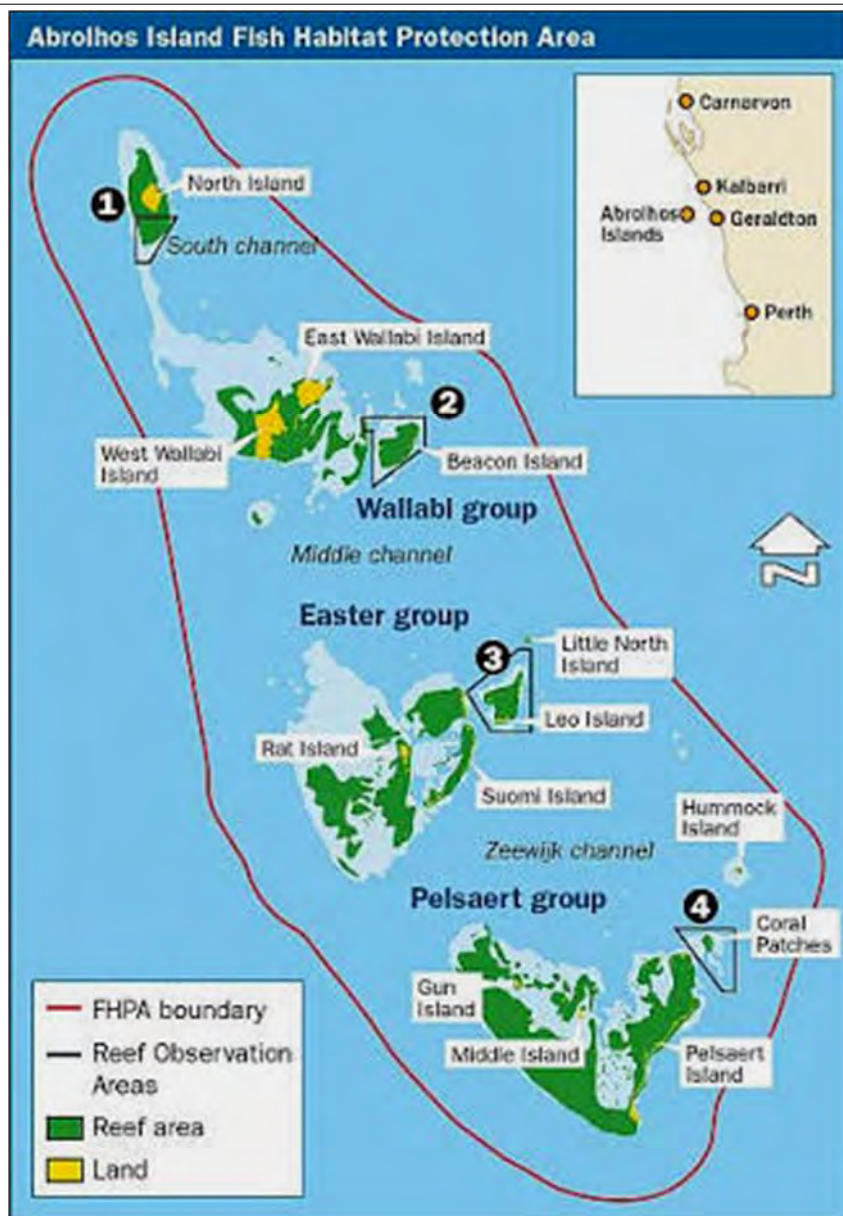 Abrolhos Island Fish Habitat Protection Area
Carnarvon
Kalbarri
Abrolhos
Islands
Geraldton
Perth
North Island
1
South channel
East Wallabi Island
2
West Wallabi
Island
Beacon Island
Wallabi group
Middle channel
N
Easter group
Little North
Island
3
Leo Island
Rat Island
Suomi Island
Hummock
Island
Zeewijk channel
Pelsaert group
4
Coral
Patches
Gun
Island
Middle Island
Pelsaert
Island
FHPA boundary
Reef Observation
Areas
Reef area
Land